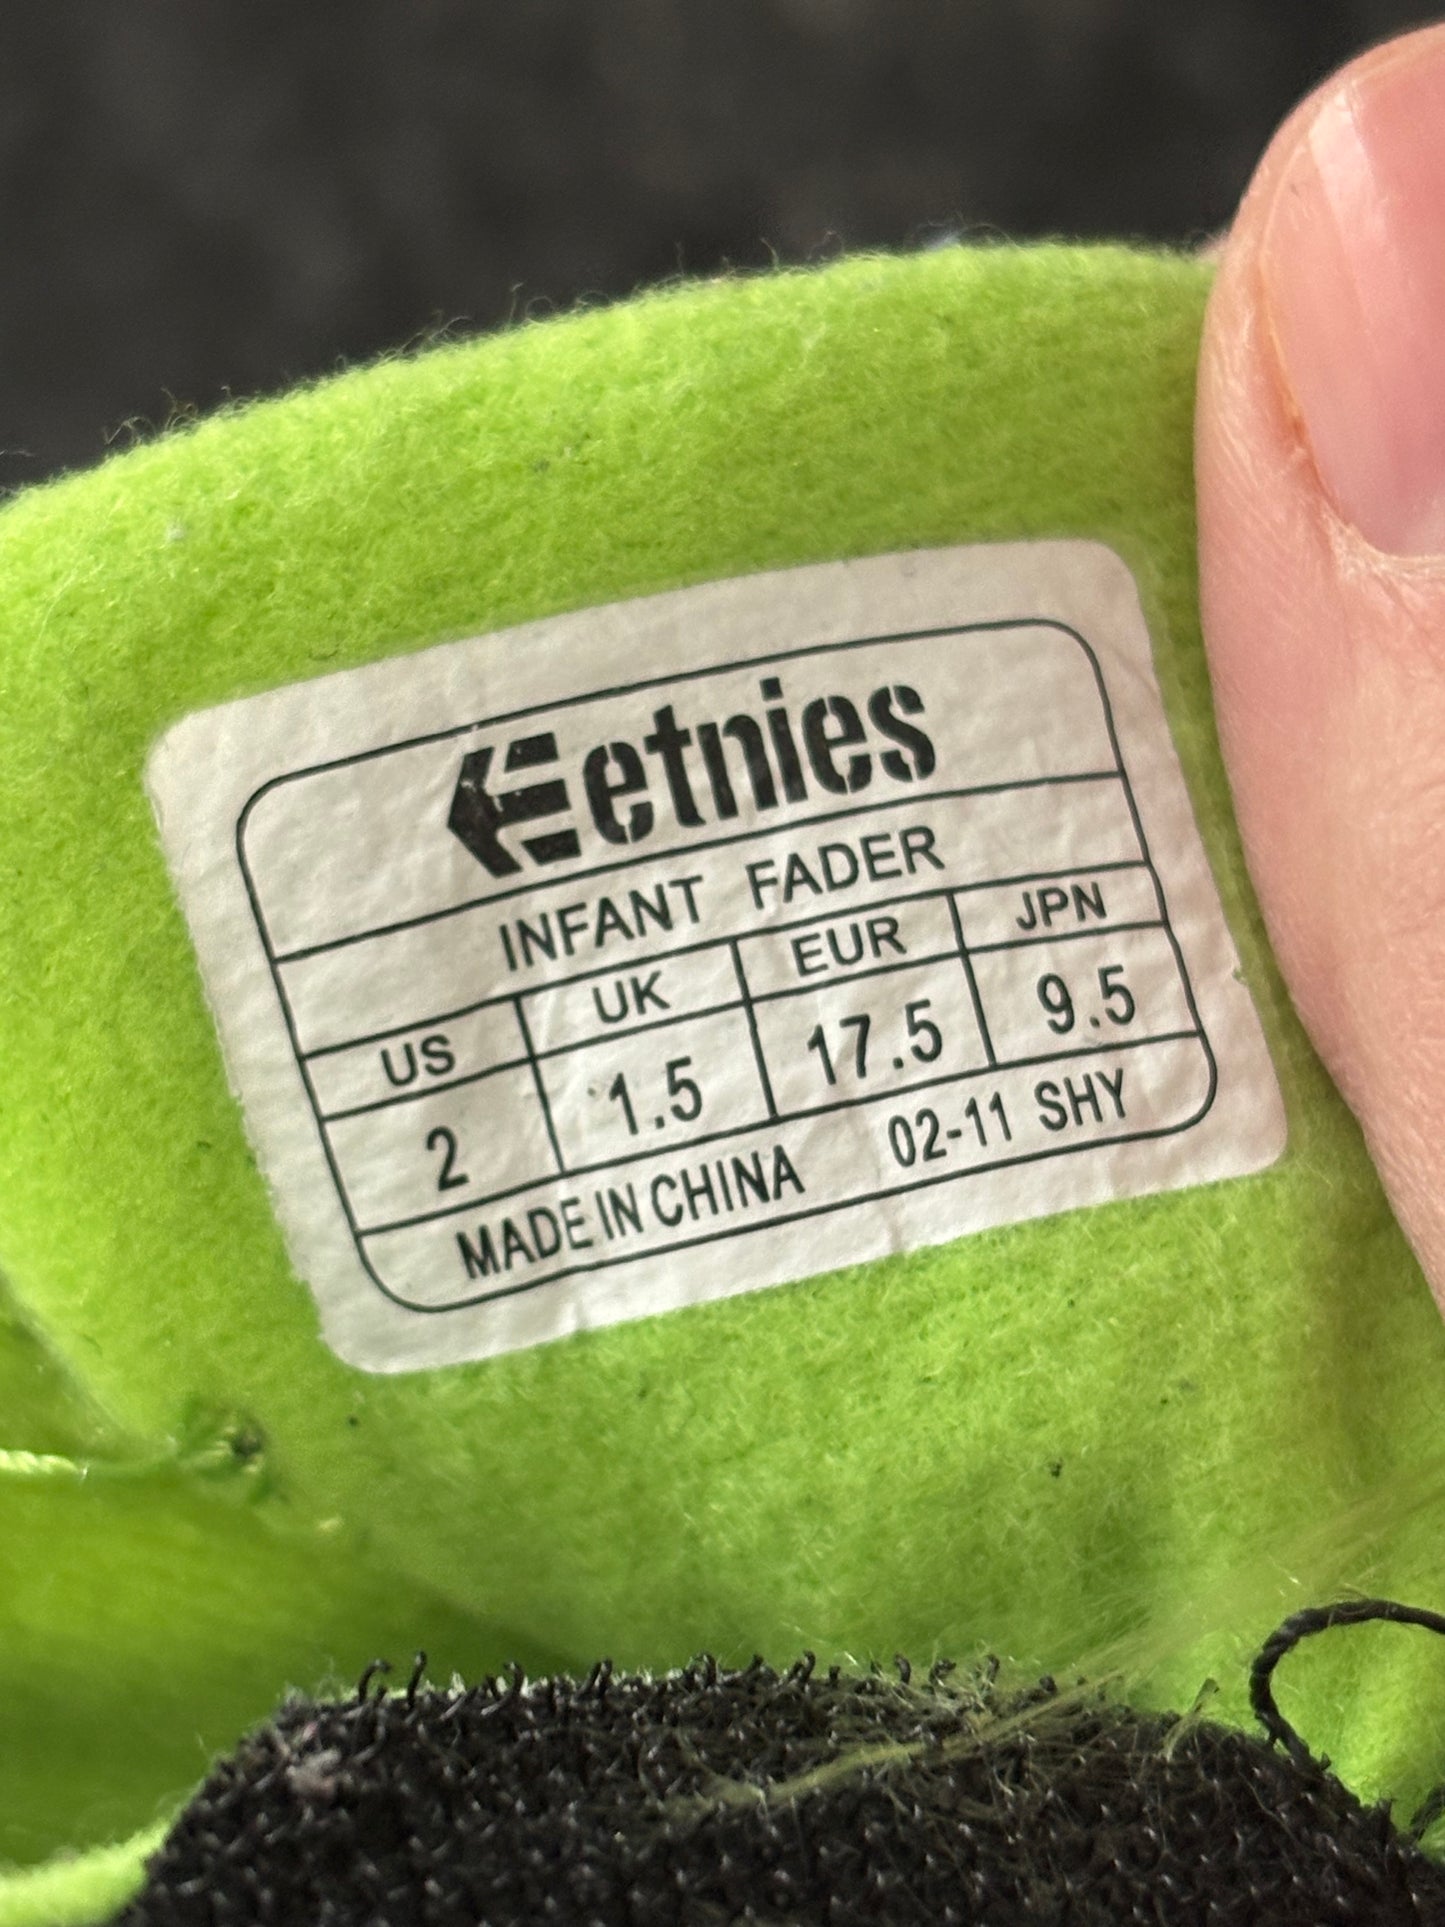 etnies
INFANT FADER
US UK EUR JPN
2 1.5 17.5 9.5
MADE IN CHINA 02-11 SHY